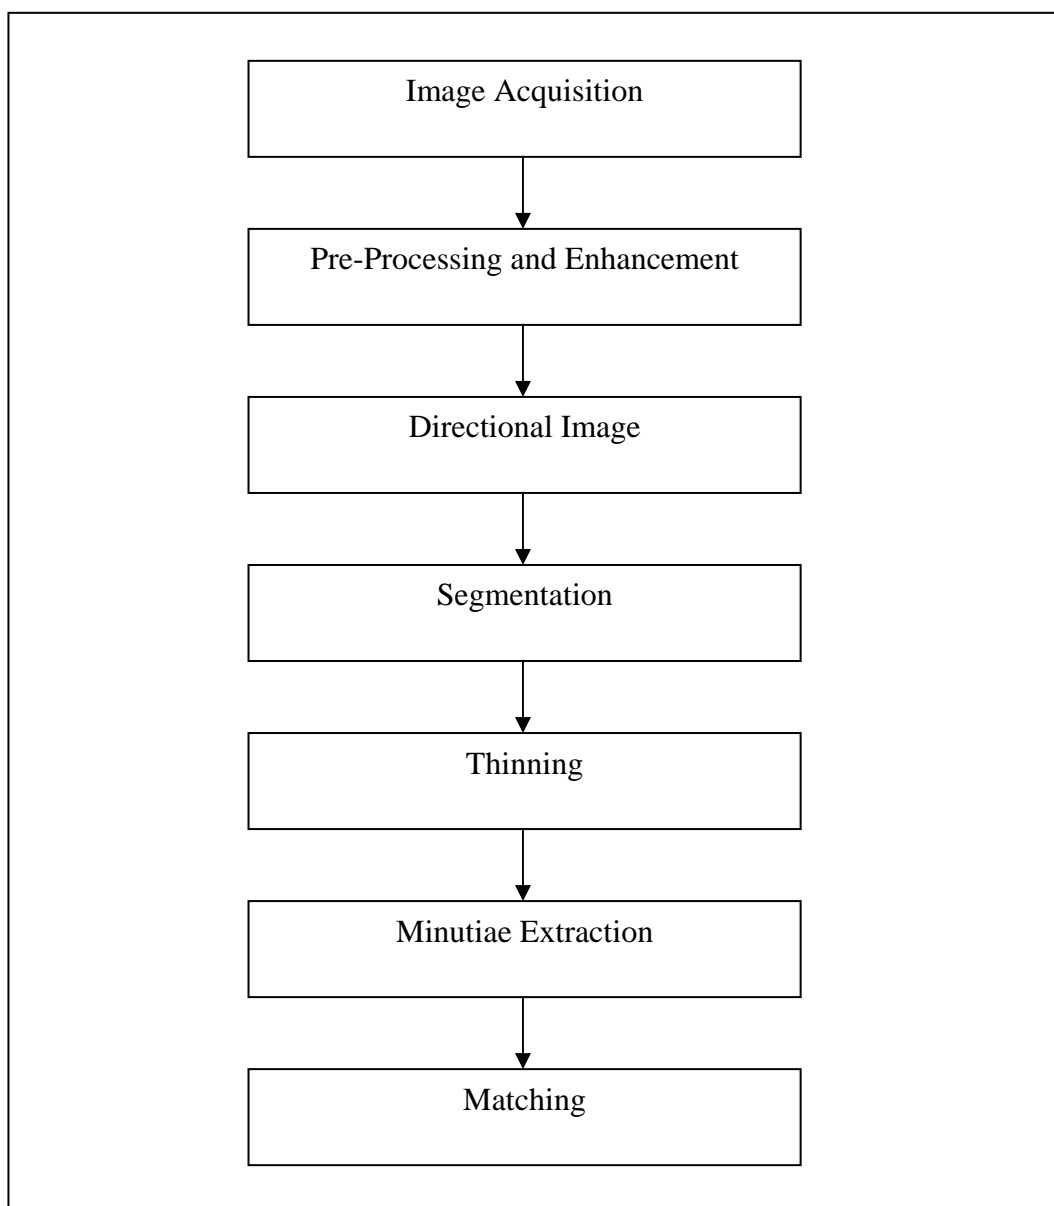 Image Acquisition
Pre-Processing and Enhancement
Directional Image
Segmentation
Thinning
Minutiae Extraction
Matching